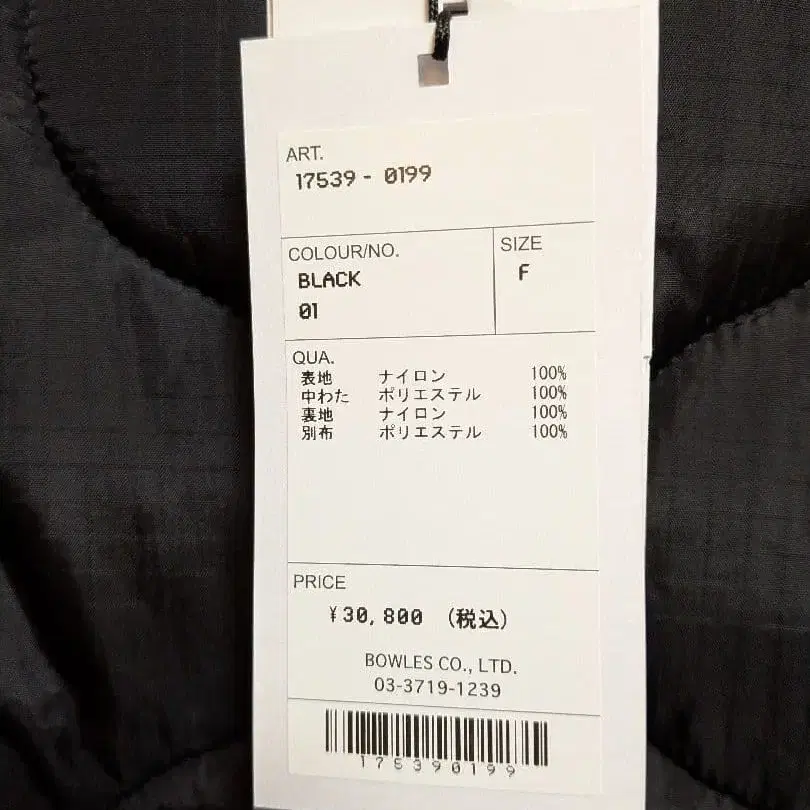 ART.
17539 - 0199
COLOUR/NO.
BLACK
01
SIZE
F
QUA.
表地 ナイロン 100%
中わた ポリエステル 100%
裏地 ナイロン 100%
別布 ポリエステル 100%
PRICE
¥30,800 (税込)
BOWLES CO., LTD.
03-3719-1239
175390199